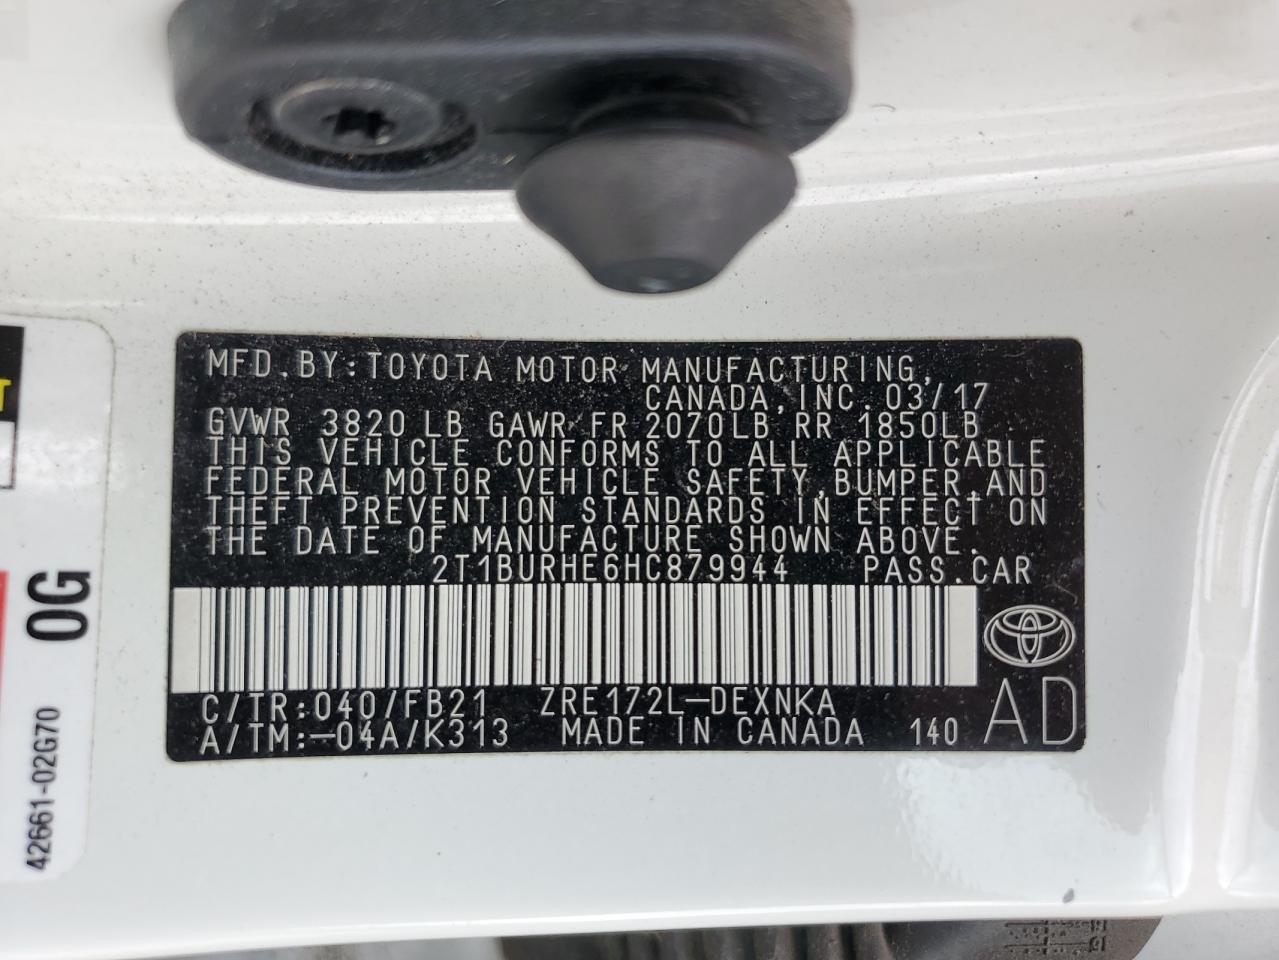 MFD.BY:TOYOTA MOTOR MANUFACTURING,
CANADA,INC. 03/17
GVWR 3820 LB GAWR FR 2070LB RR 1850LB
THIS VEHICLE CONFORMS TO ALL APPLICABLE
FEDERAL MOTOR VEHICLE SAFETY,BUMPER,AND
THEFT PREVENTION STANDARDS IN EFFECT ON
THE DATE OF MANUFACTURE SHOWN ABOVE.
2T1BURHE6HC879944 PASS.CAR
C/TR:040/FB21 ZRE172L-DEXNKA
A/TM:-04A/K313 MADE IN CANADA 140
AD
0G
42661-02G70